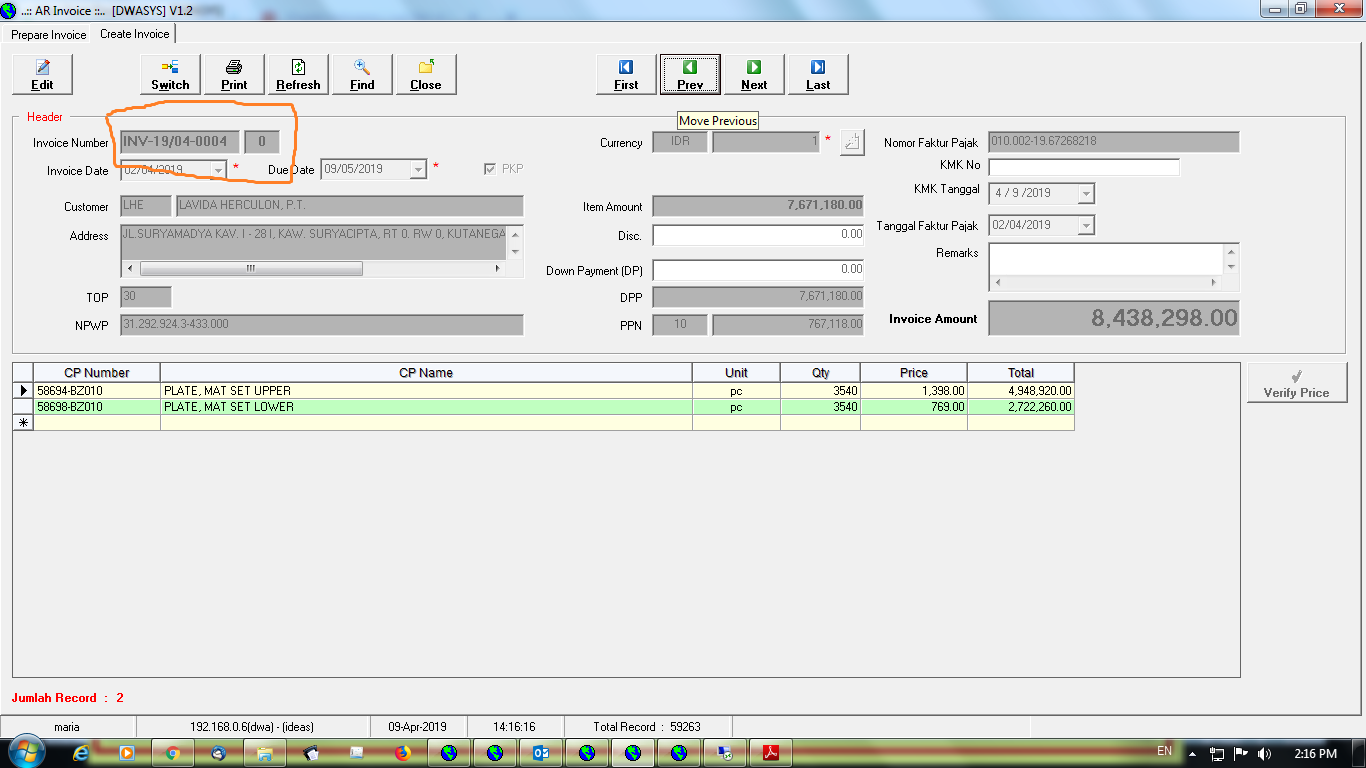 ..:: AR Invoice ::.. [DWASYS] V1.2
Prepare Invoice Create Invoice
Edit Switch Print Refresh Find Close First Prev Next Last
Move Previous
Header
Invoice Number INV-19/04-0004 0 Currency IDR 1 * Nomor Faktur Pajak 010.002-19.67268218
Invoice Date 02/04/2019 * Due Date 09/05/2019 * PKP KMK No
KMK Tanggal 4 / 9 /2019
Customer LHE LAVIDA HERCULON, P.T. Item Amount 7,671,180.00
Address JL.SURYAMADYA KAV. I - 28 I, KAW. SURYACIPTA, RT 0. RW 0, KUTANEGA Disc. 0.00 Tanggal Faktur Pajak 02/04/2019
Remarks
Down Payment (DP) 0.00
TOP 30 DPP 7,671,180.00
NPWP 31.292.924.3-433.000 PPN 10 767,118.00 Invoice Amount 8,438,298.00
CP Number CP Name Unit Qty Price Total
58694-BZ010 PLATE, MAT SET UPPER pc 3540 1,398.00 4,948,920.00
58698-BZ010 PLATE, MAT SET LOWER pc 3540 769.00 2,722,260.00
Verify Price
Jumlah Record : 2
maria 192.168.0.6(dwa) - (ideas) 09-Apr-2019 14:16:16 Total Record : 59263
EN 2:16 PM